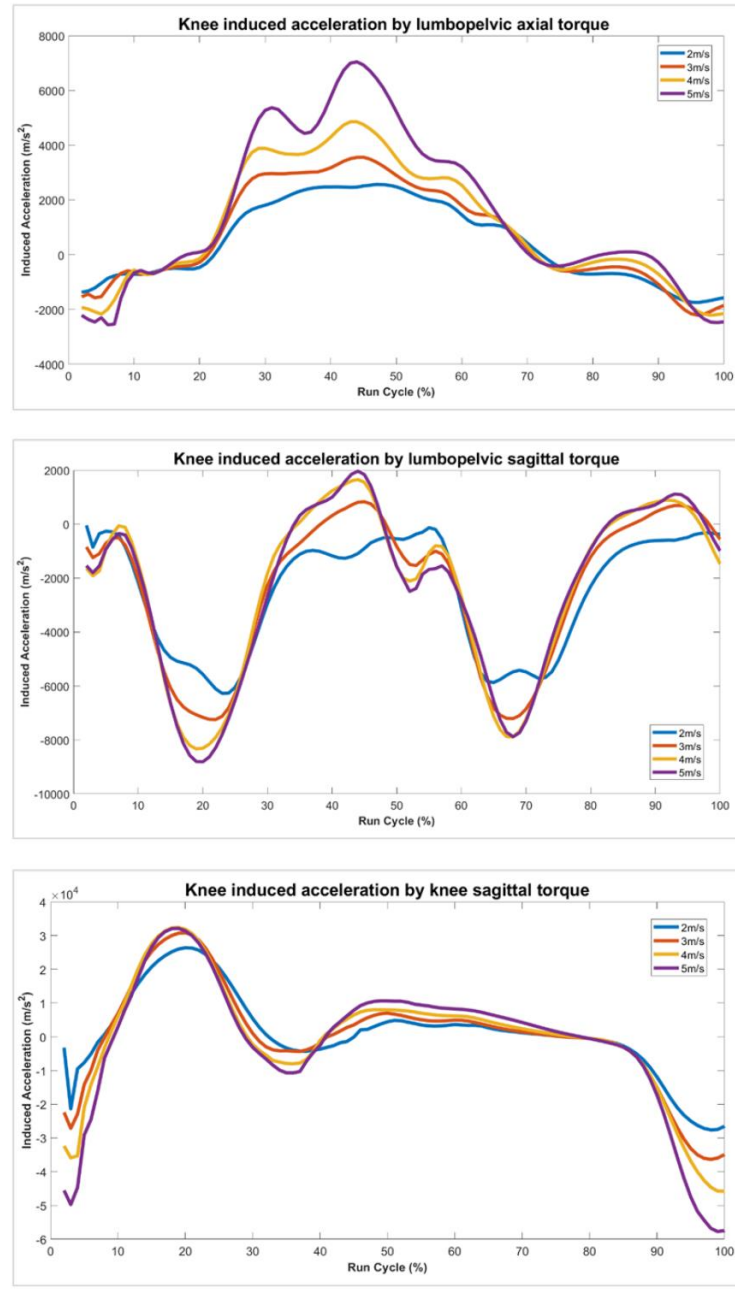 Knee induced acceleration by lumbopelvic axial torque
8000
6000
4000
2000
0
-2000
-4000
Induced Acceleration (m/s²)
2m/s
3m/s
4m/s
5m/s
0 10 20 30 40 50 60 70 80 90 100
Run Cycle (%)
Knee induced acceleration by lumbopelvic sagittal torque
2000
0
-2000
-4000
-6000
-8000
-10000
Induced Acceleration (m/s²)
2m/s
3m/s
4m/s
5m/s
0 10 20 30 40 50 60 70 80 90 100
Run Cycle (%)
Knee induced acceleration by knee sagittal torque
×10⁴
4
3
2
1
0
-1
-2
-3
-4
-5
-6
Induced Acceleration (m/s²)
2m/s
3m/s
4m/s
5m/s
0 10 20 30 40 50 60 70 80 90 100
Run Cycle (%)